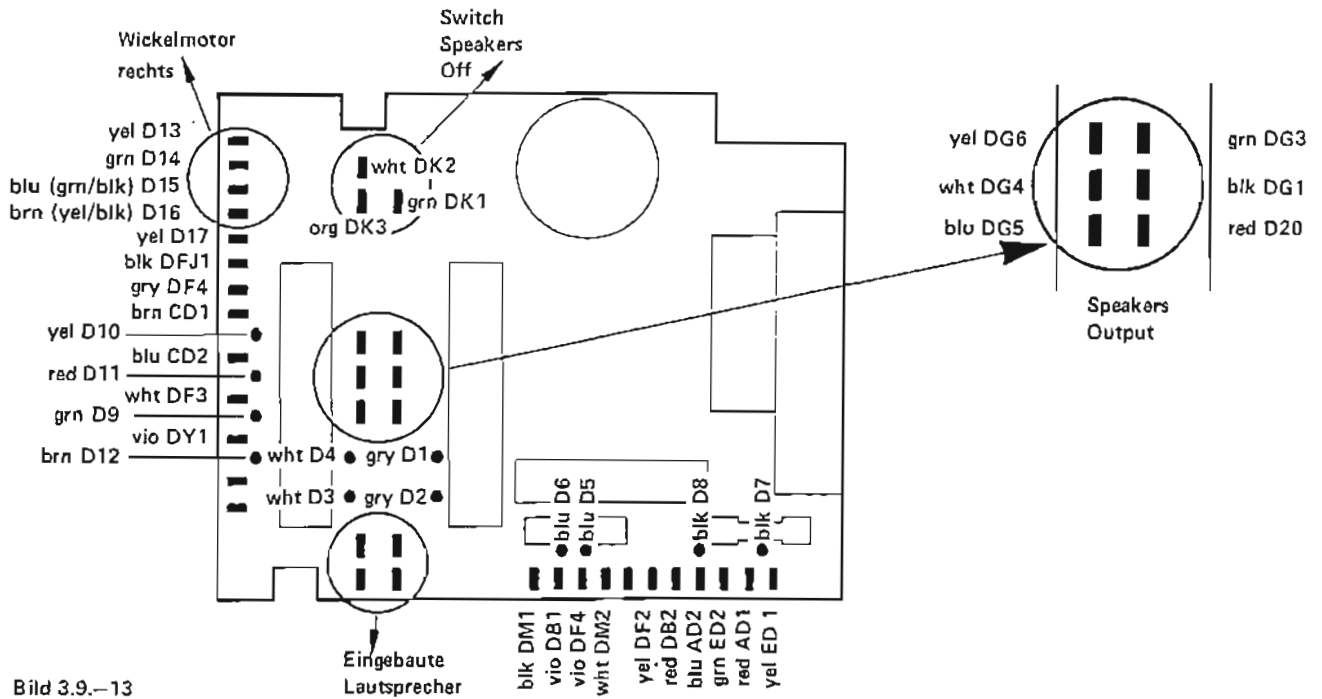 Wickelmotor
rechts
Switch
Speakers
Off
yel D13
grn D14
blu (grn/blk) D15
brn (yel/blk) D16
yel D17
blk DFJ1
gry DF4
brn CD1
yel D10
blu CD2
red D11
wht DF3
grn D9
vio DY1
brn D12
wht DK2
grn DK1
org DK3
wht D4
gry D1
wht D3
gry D2
yel DG6
grn DG3
wht DG4
blk DG1
blu DG5
red D20
Speakers
Output
blu D6
blu D5
blk D8
blk D7
blk DM1
vio DB1
vio DF4
wht DM2
yel DF2
red DB2
blu AD2
grn ED2
red AD1
yel ED1
Eingebaute
Lautsprecher
Bild 3.9.–13